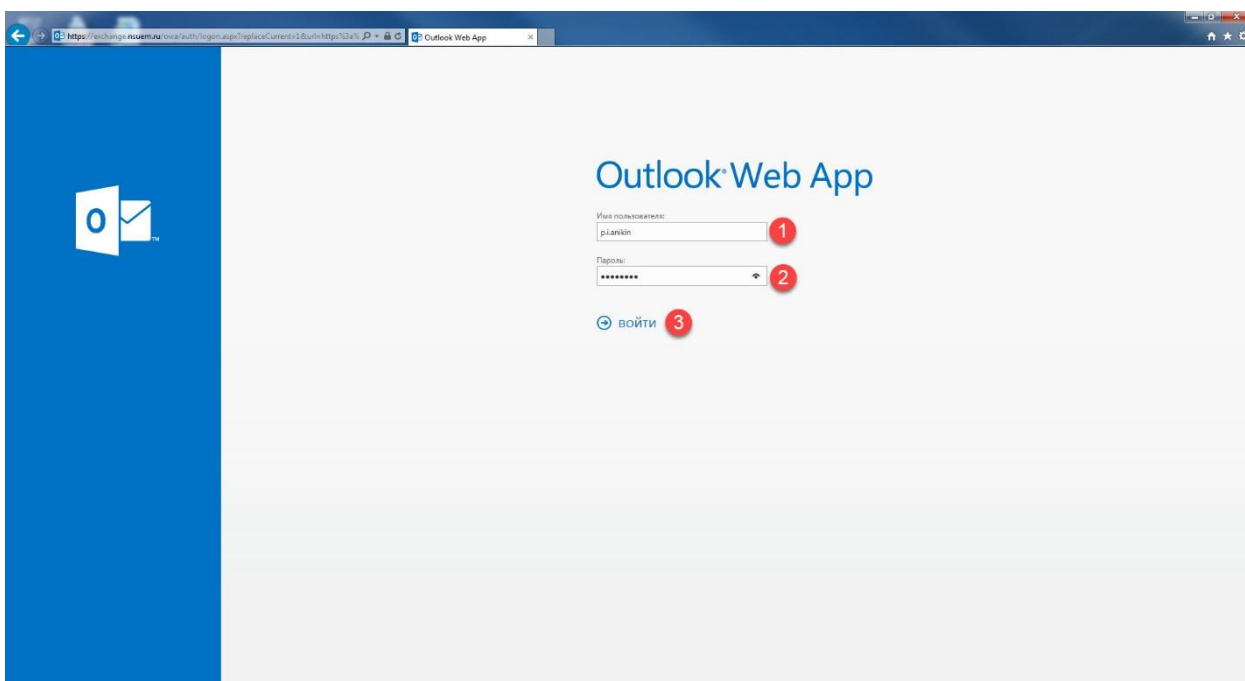 https://exchange.nsuem.ru/owa/auth/logon.aspx?replaceCurrent=1&url=https%3a%
Outlook Web App
Outlook Web App
Имя пользователя:
p.i.anikin
1
Пароль:
••••••••
2
ВОЙТИ
3